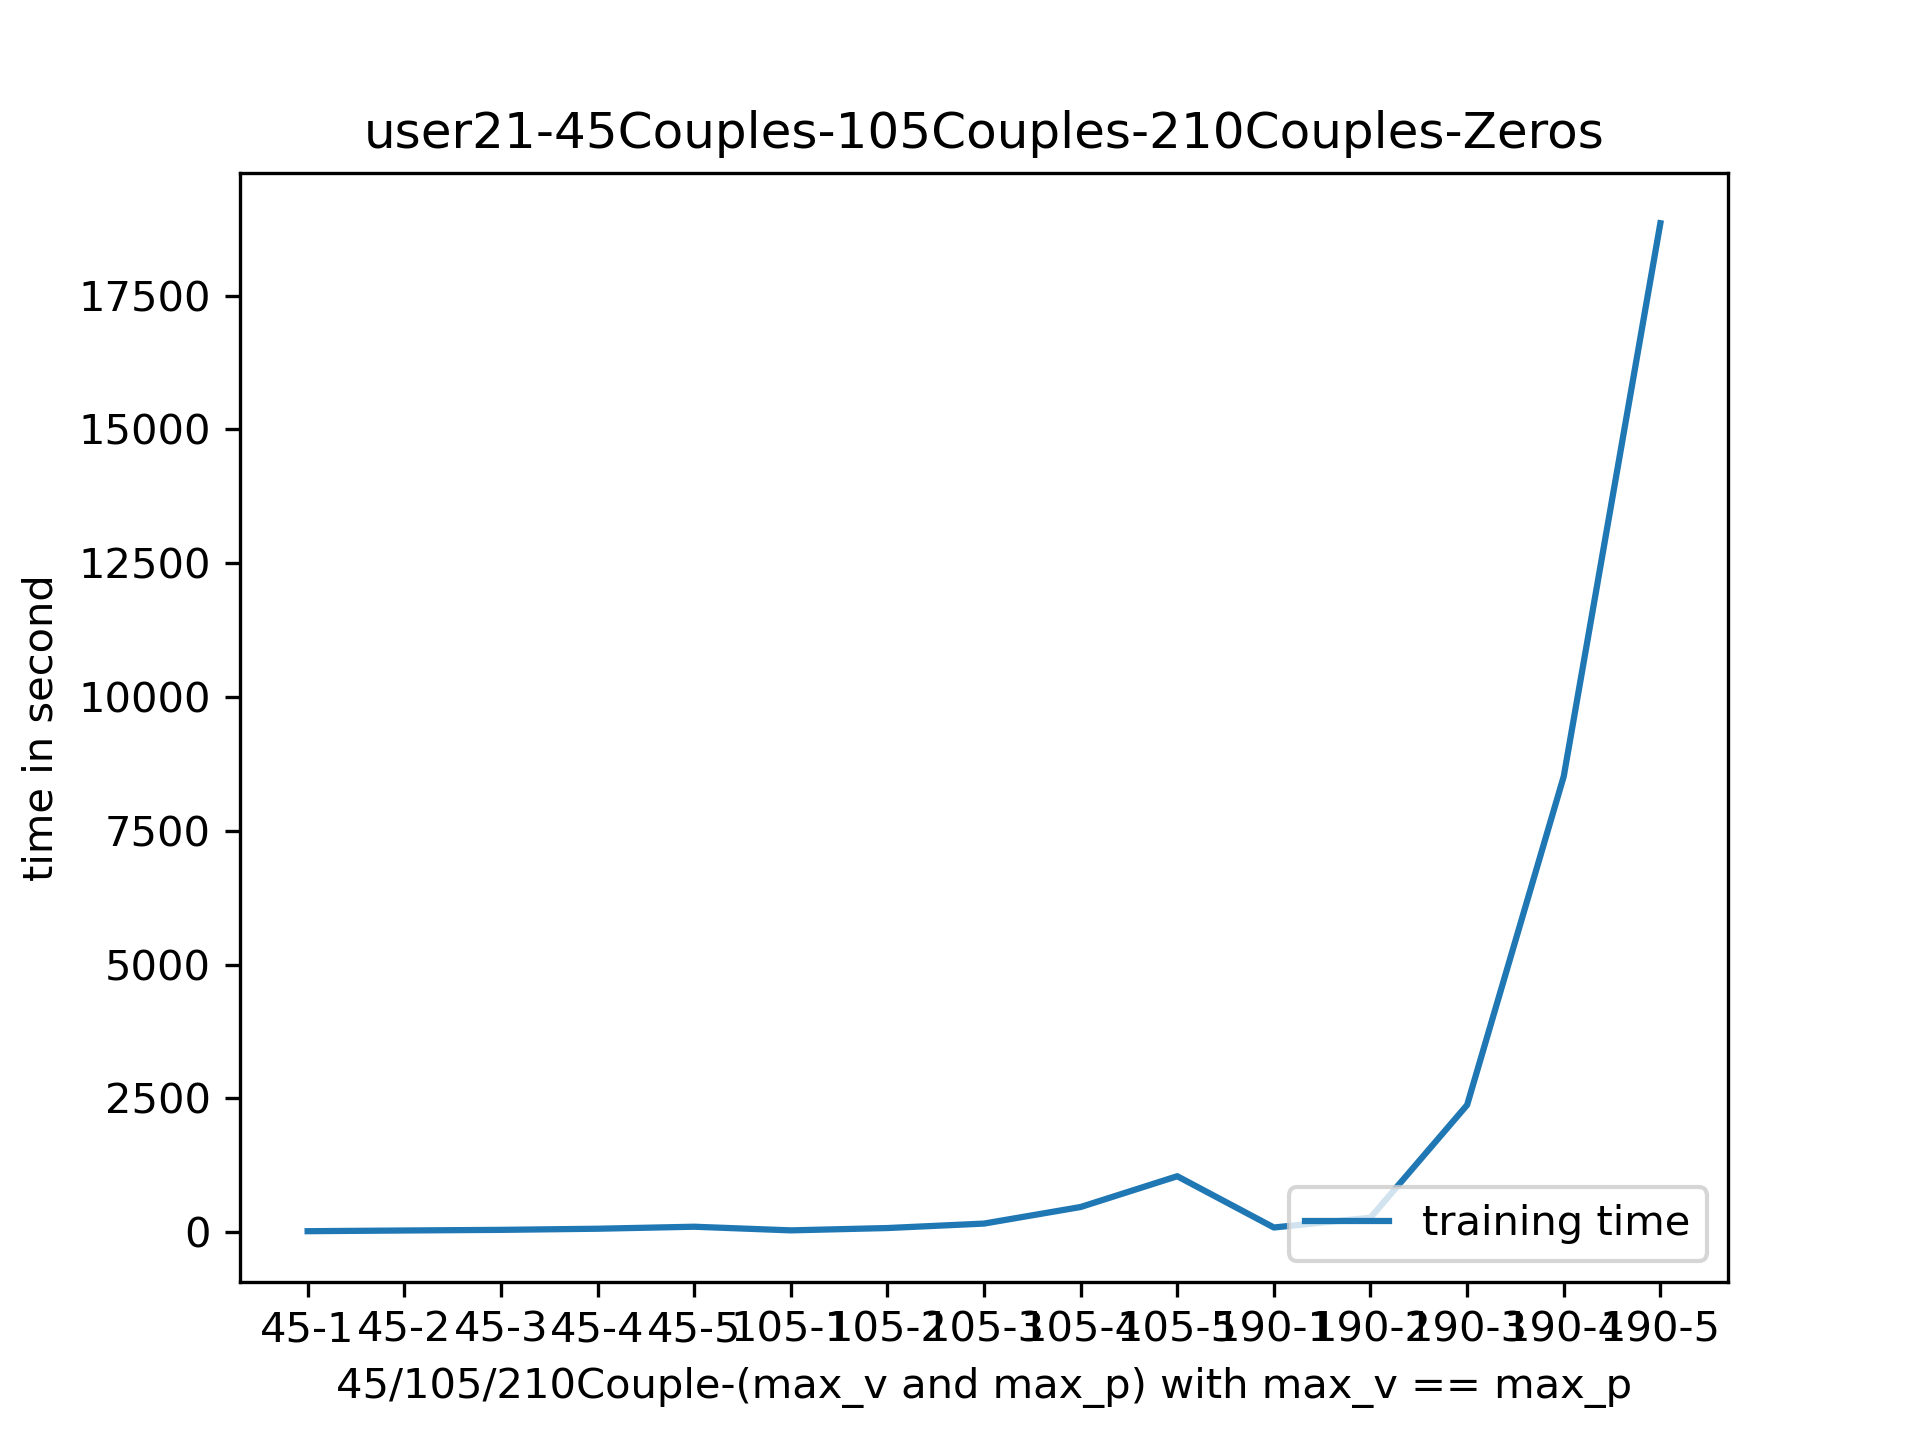 user21-45Couples-105Couples-210Couples-Zeros
17500
15000
12500
10000
7500
5000
2500
0
time in second
training time
45-1 45-2 45-3 45-4 45-5 105-1 105-2 105-3 105-4 105-5 190-1 190-2 190-3 190-4 190-5
45/105/210Couple-(max_v and max_p) with max_v == max_p